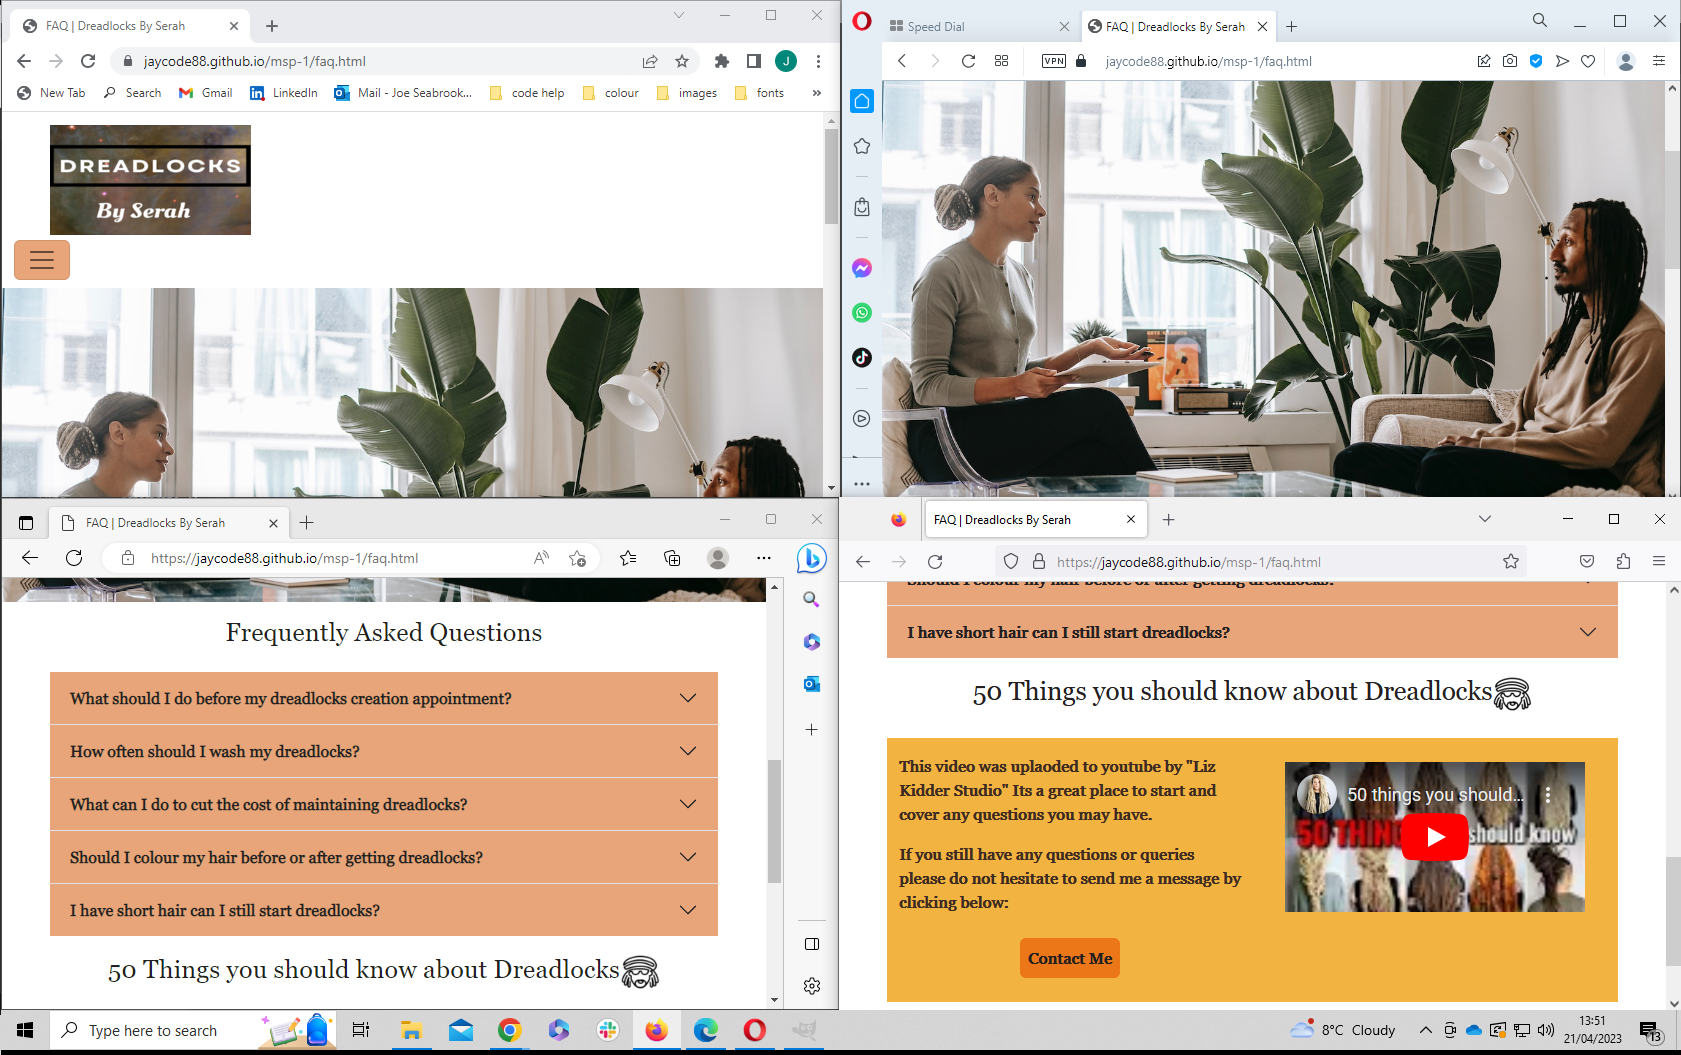 FAQ | Dreadlocks By Serah
jaycode88.github.io/msp-1/faq.html
New Tab
Search
Gmail
LinkedIn
Mail - Joe Seabrook...
code help
colour
images
fonts
»
J
DREADLOCKS
By Serah
Speed Dial
FAQ | Dreadlocks By Serah
VPN
jaycode88.github.io/msp-1/faq.html
FAQ | Dreadlocks By Serah
https://jaycode88.github.io/msp-1/faq.html
Frequently Asked Questions
What should I do before my dreadlocks creation appointment?
How often should I wash my dreadlocks?
What can I do to cut the cost of maintaining dreadlocks?
Should I colour my hair before or after getting dreadlocks?
I have short hair can I still start dreadlocks?
50 Things you should know about Dreadlocks
FAQ | Dreadlocks By Serah
https://jaycode88.github.io/msp-1/faq.html
Should I colour my hair before or after getting dreadlocks?
I have short hair can I still start dreadlocks?
50 Things you should know about Dreadlocks
This video was uplaoded to youtube by "Liz
Kidder Studio" Its a great place to start and
cover any questions you may have.
If you still have any questions or queries
please do not hesitate to send me a message by
clicking below:
Contact Me
50 things you should...
50 THING should know
Type here to search
8°C Cloudy
13:51
21/04/2023
13